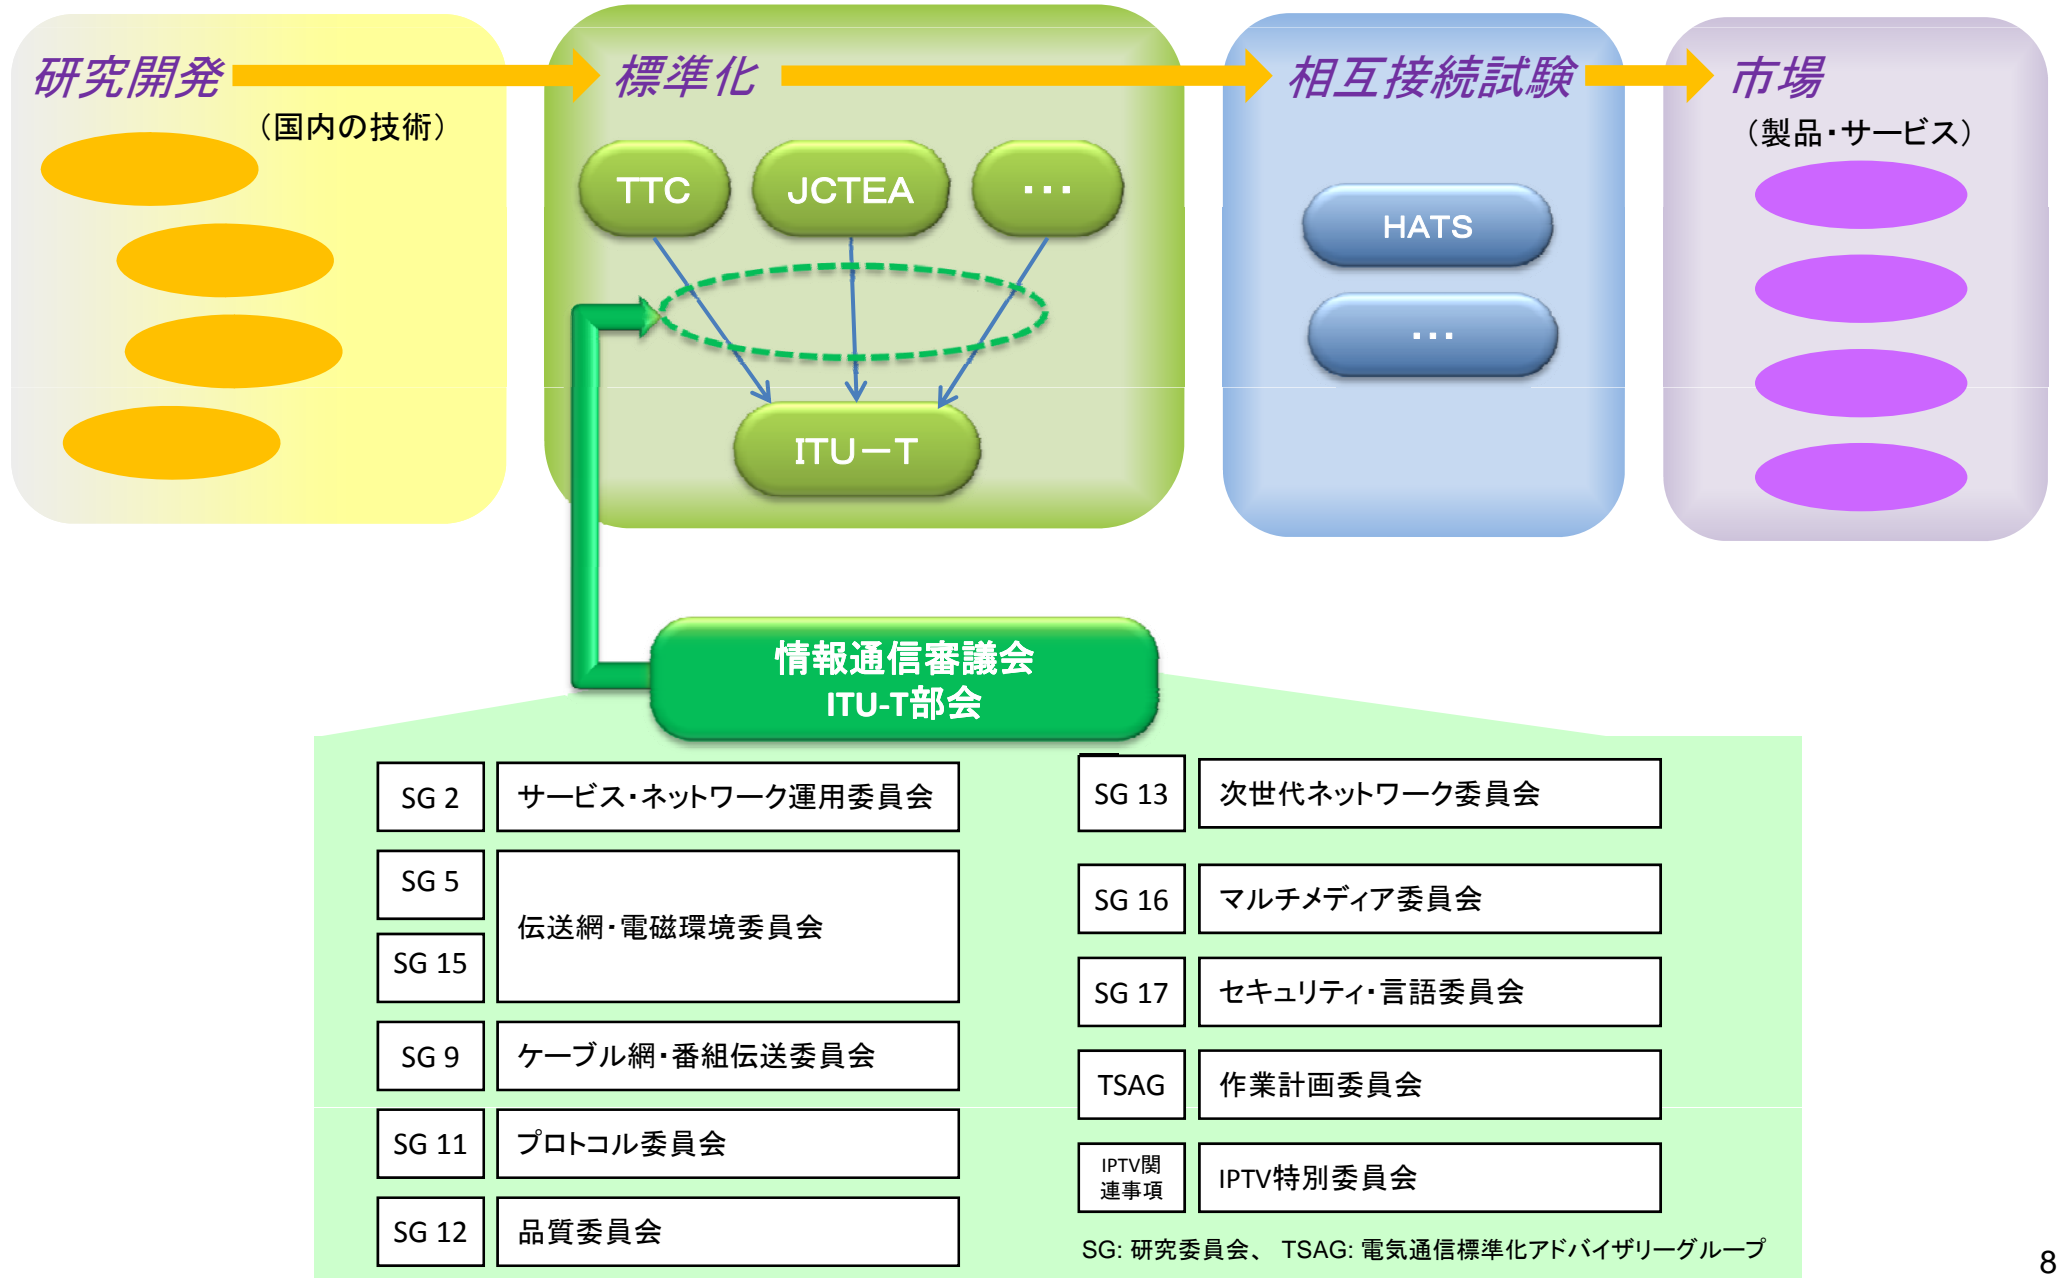 研究開発
標準化
相互接続試験
市場
（国内の技術）
（製品・サービス）
TTC
JCTEA
・・・
HATS
・・・
ITU－T
情報通信審議会
ITU-T部会
SG 2
サービス・ネットワーク運用委員会
SG 5
SG 15
伝送網・電磁環境委員会
SG 9
ケーブル網・番組伝送委員会
SG 11
プロトコル委員会
SG 12
品質委員会
SG 13
次世代ネットワーク委員会
SG 16
マルチメディア委員会
SG 17
セキュリティ・言語委員会
TSAG
作業計画委員会
IPTV関
連事項
IPTV特別委員会
SG: 研究委員会、 TSAG: 電気通信標準化アドバイザリーグループ
8